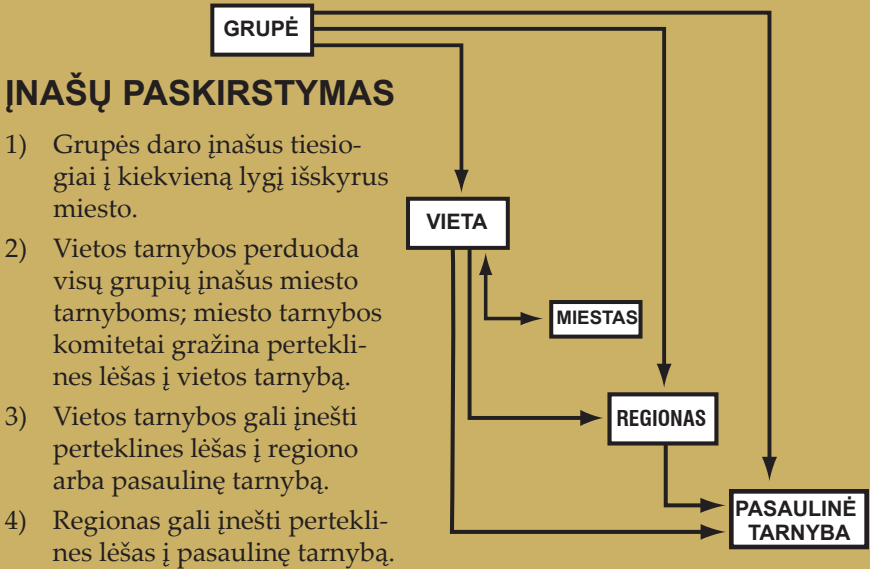 GRUPĖ
ĮNAŠŲ PASKIRSTYMAS
1) Grupės daro įnašus tiesio-
giai į kiekvieną lygį išskyrus
miesto.
2) Vietos tarnybos perduoda
visų grupių įnašus miesto
tarnyboms; miesto tarnybos
komitetai gražina pertekli-
nes lėšas į vietos tarnybą.
3) Vietos tarnybos gali įnešti
perteklines lėšas į regiono
arba pasaulinę tarnybą.
4) Regionas gali įnešti pertekli-
nes lėšas į pasaulinę tarnybą.
VIETA
MIESTAS
REGIONAS
PASAULINĖ
TARNYBA